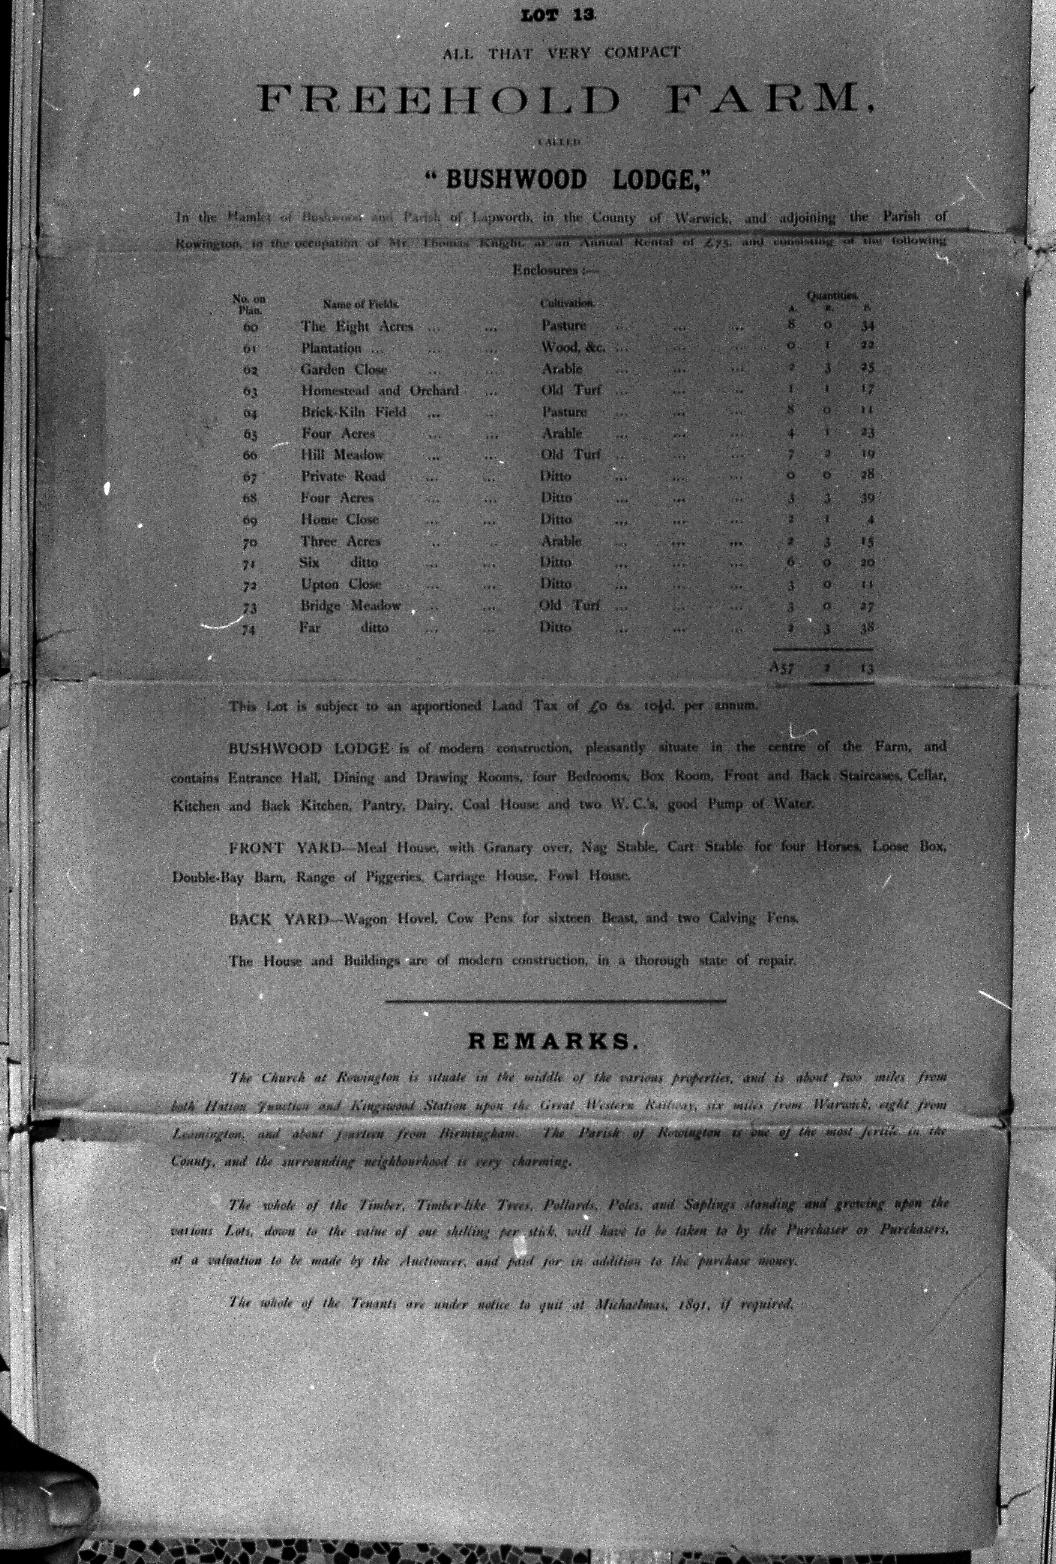 LOT 13
ALL THAT VERY COMPACT
FREEHOLD FARM,
CALLED
"BUSHWOOD LODGE,"
In the Hamlet of Bushwood and Parish of Lapworth, in the County of Warwick, and adjoining the Parish of
Rowington, in the occupation of Mr. Thomas Knight, at an Annual Rental of £75, and consisting of the following
Enclosures :—
No. on Plan. Name of Fields. Cultivation. Quantities. A. R. P.
60 The Eight Acres ... ... Pasture ... ... ... 8 0 34
61 Plantation ... ... ... Wood, &c. ... ... ... 0 1 22
62 Garden Close ... ... Arable ... ... ... 2 3 25
63 Homestead and Orchard ... Old Turf ... ... ... 1 1 17
64 Brick-Kiln Field ... ... Pasture ... ... ... 8 0 11
65 Four Acres ... ... Arable ... ... ... 4 1 23
66 Hill Meadow ... ... Old Turf ... ... ... 7 2 19
67 Private Road ... ... Ditto ... ... ... 0 0 28
68 Four Acres ... ... Ditto ... ... ... 3 3 39
69 Home Close ... ... Ditto ... ... ... 2 1 4
70 Three Acres ... ... Arable ... ... ... 2 3 15
71 Six ditto ... ... Ditto ... ... ... 6 0 20
72 Upton Close ... ... Ditto ... ... ... 3 0 11
73 Bridge Meadow ... ... Old Turf ... ... ... 3 0 27
74 Far ditto ... ... Ditto ... ... ... 2 3 38
A57 2 13
This Lot is subject to an apportioned Land Tax of £0 6s. 10½d. per annum.
BUSHWOOD LODGE is of modern construction, pleasantly situate in the centre of the Farm, and
contains Entrance Hall, Dining and Drawing Rooms, four Bedrooms, Box Room, Front and Back Staircases, Cellar,
Kitchen and Back Kitchen, Pantry, Dairy, Coal House and two W.C.'s, good Pump of Water.
FRONT YARD—Meal House, with Granary over, Nag Stable, Cart Stable for four Horses, Loose Box,
Double-Bay Barn, Range of Piggeries, Carriage House, Fowl House.
BACK YARD—Wagon Hovel, Cow Pens for sixteen Beast, and two Calving Pens.
The House and Buildings are of modern construction, in a thorough state of repair.
REMARKS.
The Church at Rowington is situate in the middle of the various properties, and is about two miles from
both Hatton Junction and Kingswood Station upon the Great Western Railway, six miles from Warwick, eight from
Leamington, and about fourteen from Birmingham. The Parish of Rowington is one of the most fertile in the
County, and the surrounding neighbourhood is very charming.
The whole of the Timber, Timber-like Trees, Pollards, Poles, and Saplings standing and growing upon the
various Lots, down to the value of one shilling per stick, will have to be taken to by the Purchaser or Purchasers,
at a valuation to be made by the Auctioneer, and paid for in addition to the purchase money.
The whole of the Tenants are under notice to quit at Michaelmas, 1891, if required.